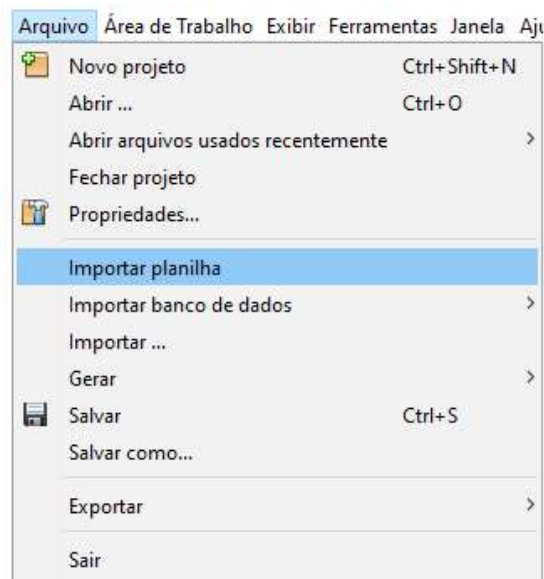 Arquivo Área de Trabalho Exibir Ferramentas Janela Aju
Novo projeto Ctrl+Shift+N
Abrir ... Ctrl+O
Abrir arquivos usados recentemente >
Fechar projeto
Propriedades...
Importar planilha
Importar banco de dados >
Importar ...
Gerar >
Salvar Ctrl+S
Salvar como...
Exportar >
Sair